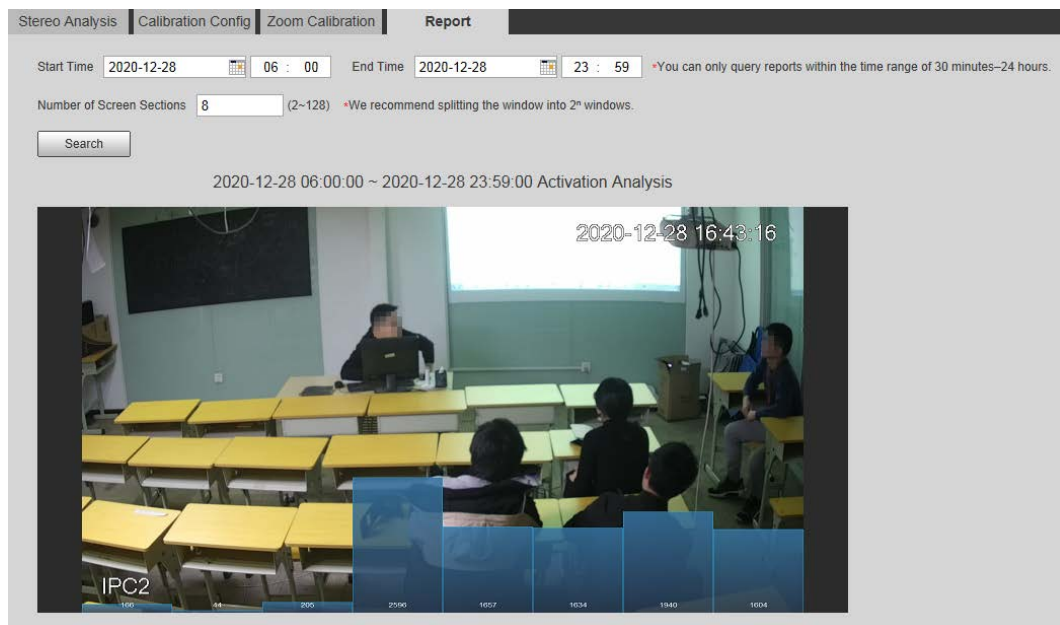 Stereo Analysis Calibration Config Zoom Calibration Report
Start Time 2020-12-28 06 : 00 End Time 2020-12-28 23 : 59 *You can only query reports within the time range of 30 minutes–24 hours.
Number of Screen Sections 8 (2~128) *We recommend splitting the window into 2ⁿ windows.
Search
2020-12-28 06:00:00 ~ 2020-12-28 23:59:00 Activation Analysis
2020-12-28 16:43:16
IPC2
160 44 205 2590 1657 1634 1940 1604